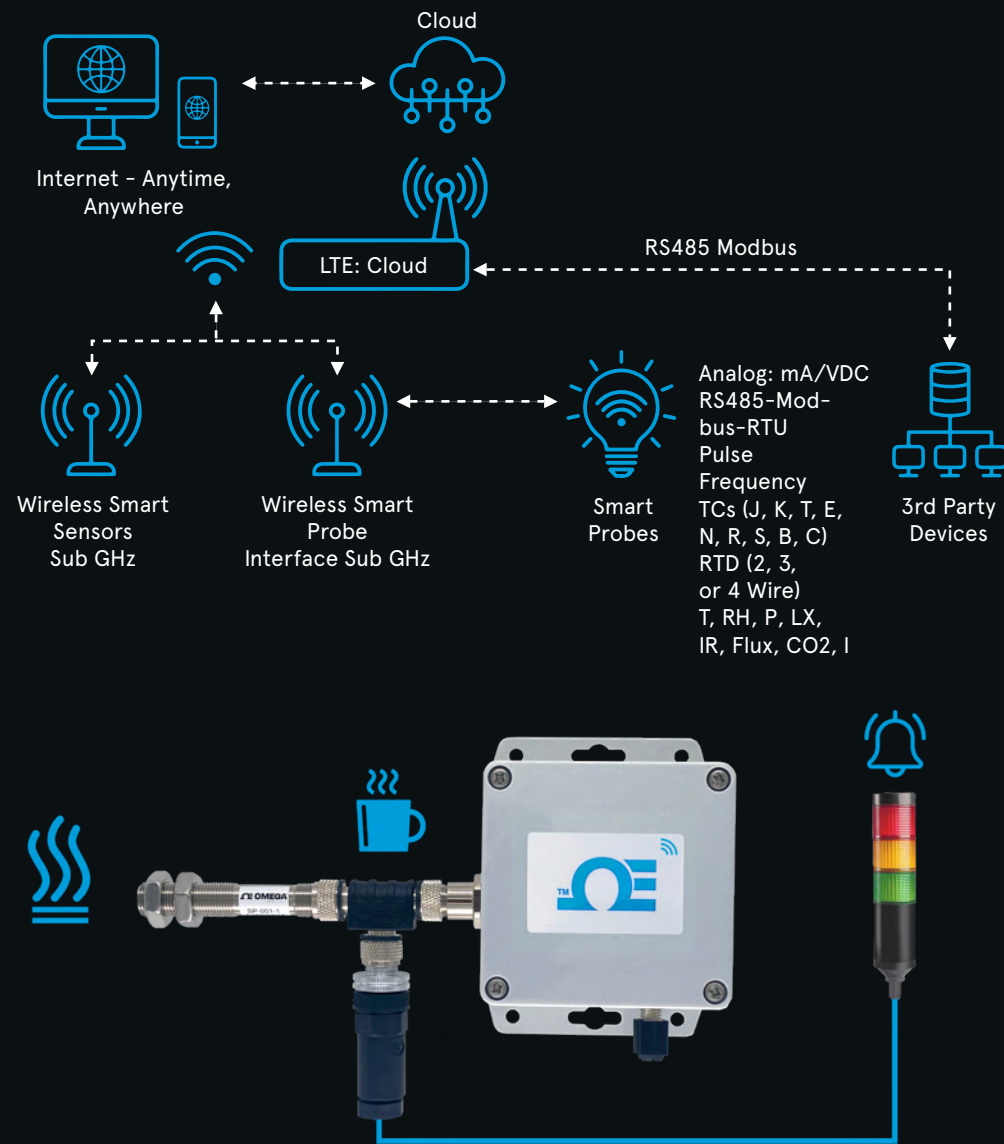 Cloud
Internet - Anytime,
Anywhere
LTE: Cloud
RS485 Modbus
Wireless Smart
Sensors
Sub GHz
Wireless Smart
Probe
Interface Sub GHz
Smart
Probes
Analog: mA/VDC
RS485-Mod-
bus-RTU
Pulse
Frequency
TCs (J, K, T, E,
N, R, S, B, C)
RTD (2, 3,
or 4 Wire)
T, RH, P, LX,
IR, Flux, CO2, I
3rd Party
Devices
OMEGA
SP-001-1
TM